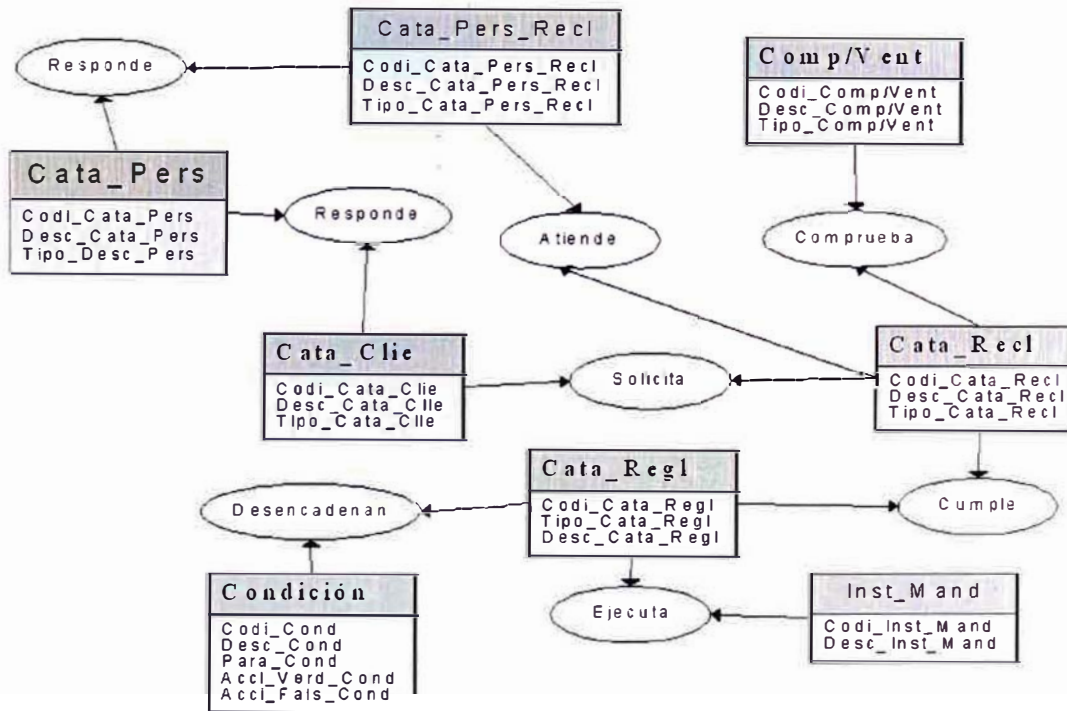 Cata_Pers_Recl
Codi_Cata_Pers_Recl
Desc_Cata_Pers_Recl
Tipo_Cata_Pers_Recl
Comp/Vent
Codi_Comp/Vent
Desc_Comp/Vent
Tipo_Comp/Vent
Responde
Cata_Pers
Codi_Cata_Pers
Desc_Cata_Pers
Tipo_Desc_Pers
Responde
Atiende
Comprueba
Cata_Clie
Codi_Cata_Clie
Desc_Cata_Clie
Tipo_Cata_Clie
Solicita
Cata_Recl
Codi_Cata_Recl
Desc_Cata_Recl
Tipo_Cata_Recl
Cata_Regl
Codi_Cata_Regl
Tipo_Cata_Regl
Desc_Cata_Regl
Desencadenan
Cumple
Condición
Codi_Cond
Desc_Cond
Para_Cond
Acci_Verd_Cond
Acci_Fals_Cond
Ejecuta
Inst_Mand
Codi_Inst_Mand
Desc_Inst_Mand